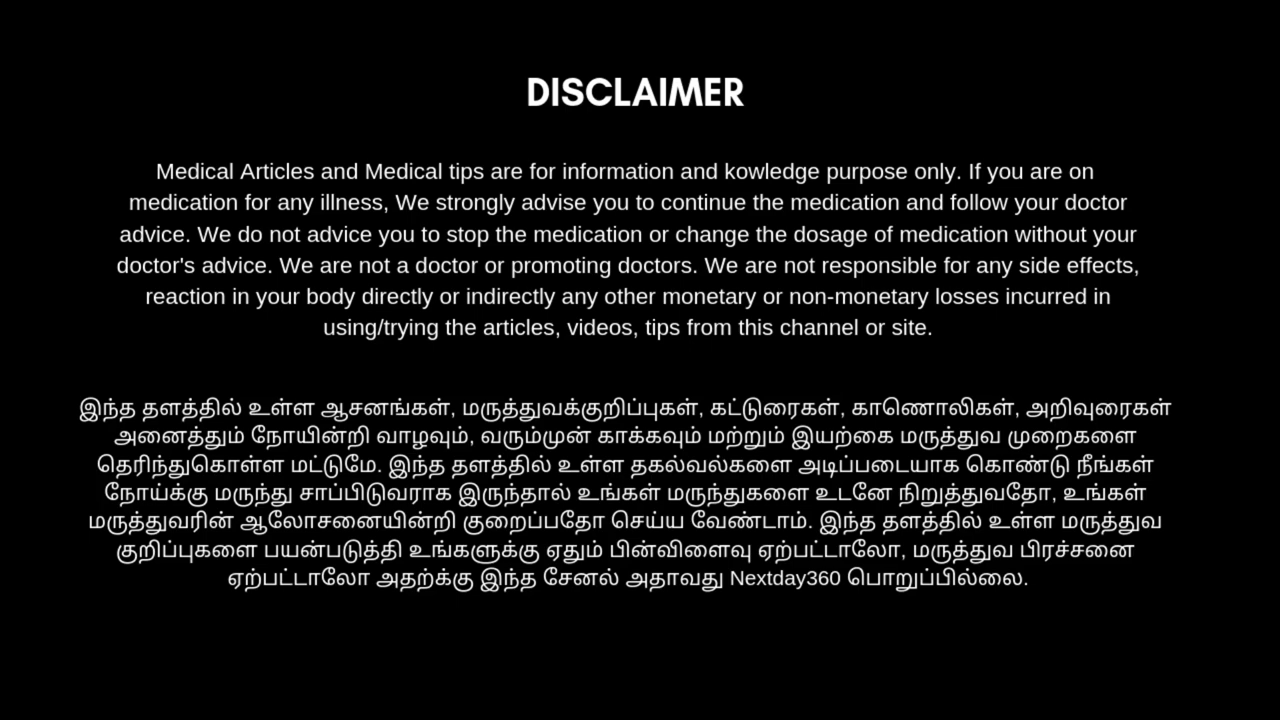 DISCLAIMER
Medical Articles and Medical tips are for information and kowledge purpose only. If you are on
medication for any illness, We strongly advise you to continue the medication and follow your doctor
advice. We do not advice you to stop the medication or change the dosage of medication without your
doctor's advice. We are not a doctor or promoting doctors. We are not responsible for any side effects,
reaction in your body directly or indirectly any other monetary or non-monetary losses incurred in
using/trying the articles, videos, tips from this channel or site.
இந்த தளத்தில் உள்ள ஆசனங்கள், மருத்துவக்குறிப்புகள், கட்டுரைகள், காணொலிகள், அறிவுரைகள்
அனைத்தும் நோயின்றி வாழவும், வரும்முன் காக்கவும் மற்றும் இயற்கை மருத்துவ முறைகளை
தெரிந்துகொள்ள மட்டுமே. இந்த தளத்தில் உள்ள தகல்வல்களை அடிப்படையாக கொண்டு நீங்கள்
நோய்க்கு மருந்து சாப்பிடுவராக இருந்தால் உங்கள் மருந்துகளை உடனே நிறுத்துவதோ, உங்கள்
மருத்துவரின் ஆலோசனையின்றி குறைப்பதோ செய்ய வேண்டாம். இந்த தளத்தில் உள்ள மருத்துவ
குறிப்புகளை பயன்படுத்தி உங்களுக்கு ஏதும் பின்விளைவு ஏற்பட்டாலோ, மருத்துவ பிரச்சனை
ஏற்பட்டாலோ அதற்க்கு இந்த சேனல் அதாவது Nextday360 பொறுப்பில்லை.